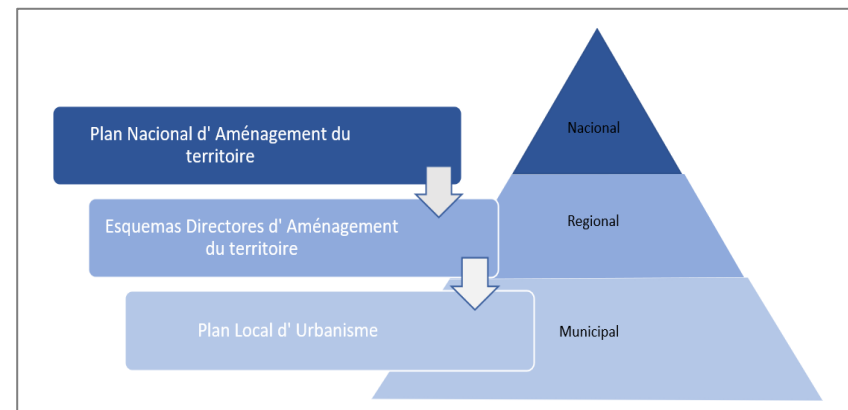 Plan Nacional d' Aménagement du
territoire
Nacional
Esquemas Directores d' Aménagement
du territoire
Regional
Plan Local d' Urbanisme
Municipal